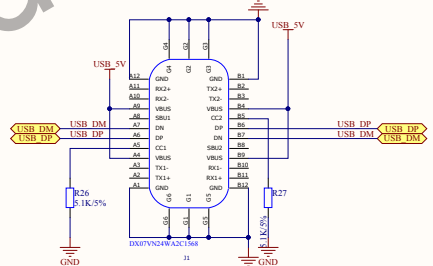 USB_5V
G4 G2 G3
USB_5V
G4 G2 G3
A12 GND GND B1
A11 RX2+ TX2+ B2
A10 RX2- TX2- B3
A9 VBUS VBUS B4
A8 SBU1 CC2 B5
USB_DM USB_DM A7 DN DP B6 USB_DP USB_DP
USB_DP USB_DP A6 DP DN B7 USB_DM USB_DM
A5 CC1 SBU2 B8
A4 VBUS VBUS B9
A3 TX1- RX1- B10
A2 TX1+ RX1+ B11
A1 GND GND B12
R26 G6 G1 G5 R27
5.1K/5% 5.1K/5%
G6 G1 G5
DX07VN24WA2C1568
J1
GND GND